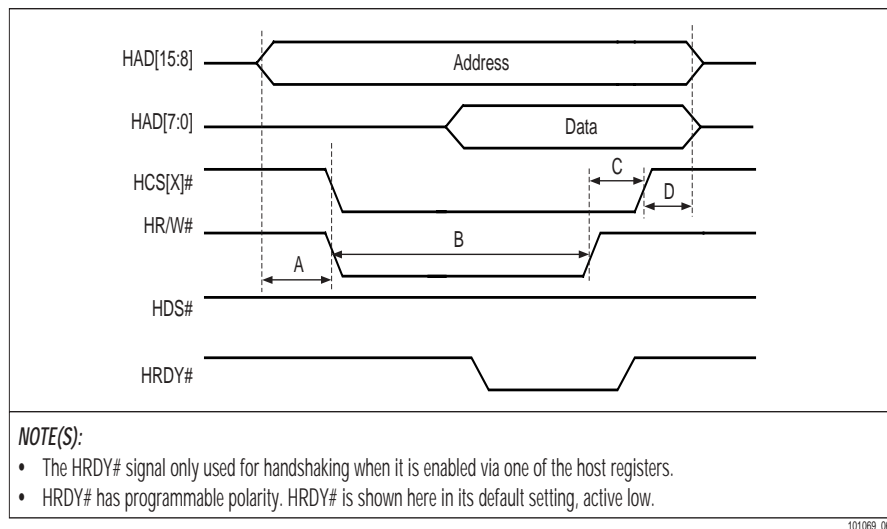 HAD[15:8]
Address
HAD[7:0]
Data
HCS[X]#
C
D
HR/W#
B
A
HDS#
HRDY#
NOTE(S):
• The HRDY# signal only used for handshaking when it is enabled via one of the host registers.
• HRDY# has programmable polarity. HRDY# is shown here in its default setting, active low.